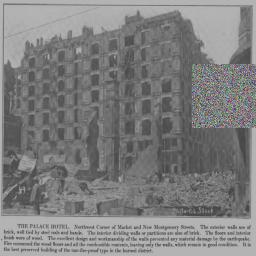 THE PALACE HOTEL. Northwest Corner of Market and New Montgomery Streets. The exterior walls are of
brick, well tied by steel rods and bands. The interior dividing walls or partitions are also of brick. The floors and interior
finish were of wood. The excellent design and workmanship of the walls prevented any material damage by the earthquake.
Fire consumed the wood floors and all the combustible contents, leaving only the walls, which remain in good condition. It is
the best preserved building of the non-fire-proof type in the burned district.